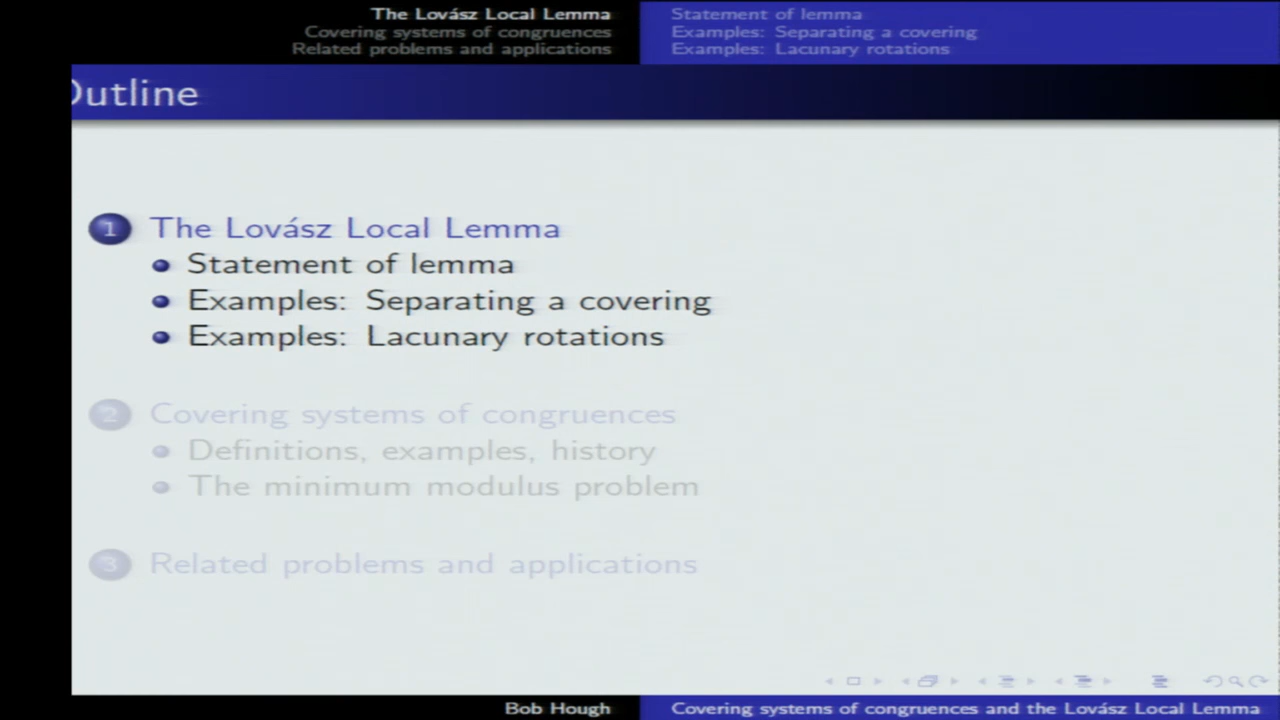 The Lovász Local Lemma
Covering systems of congruences
Related problems and applications
Statement of lemma
Examples: Separating a covering
Examples: Lacunary rotations
Outline
1 The Lovász Local Lemma
Statement of lemma
Examples: Separating a covering
Examples: Lacunary rotations
2 Covering systems of congruences
Definitions, examples, history
The minimum modulus problem
3 Related problems and applications
Bob Hough
Covering systems of congruences and the Lovász Local Lemma